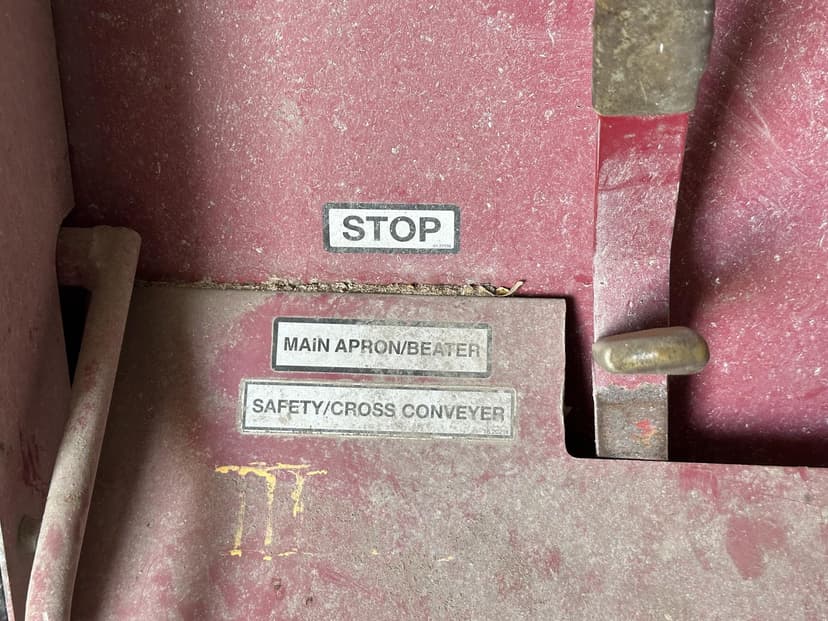 STOP
MAiN APRON/BEATER
SAFETY/CROSS CONVEYER